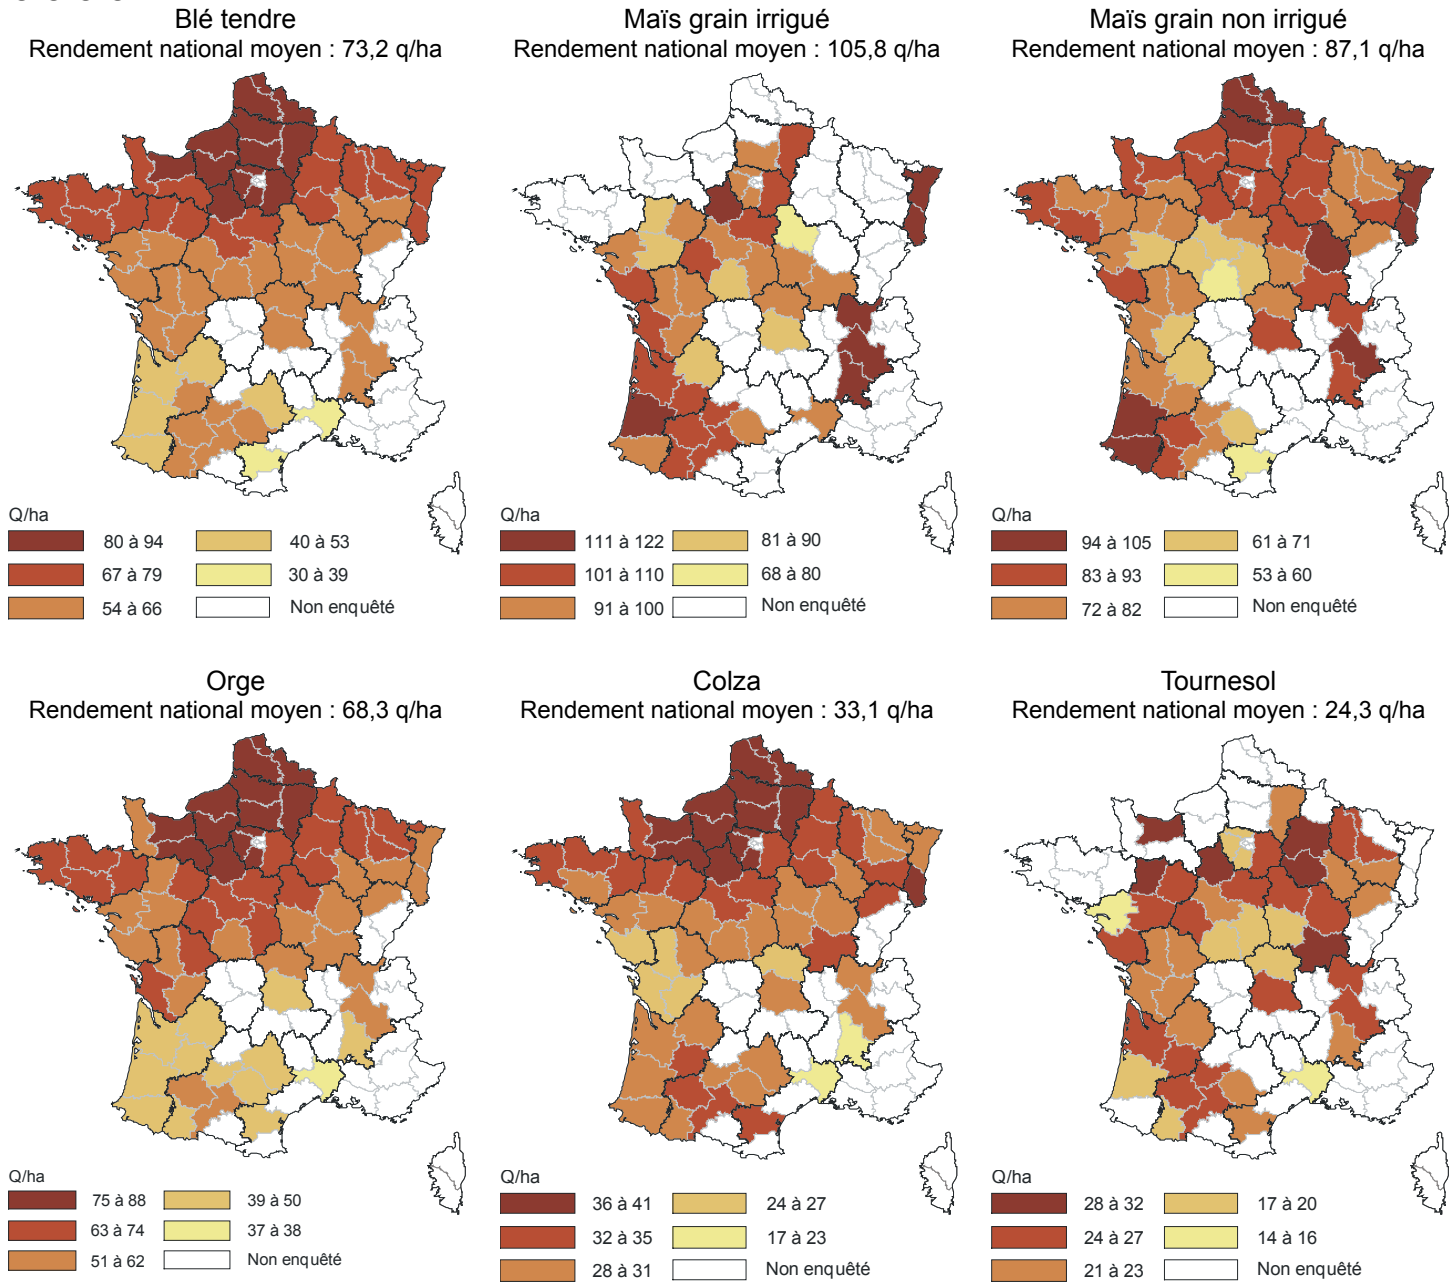 Blé tendre
Rendement national moyen : 73,2 q/ha
Maïs grain irrigué
Rendement national moyen : 105,8 q/ha
Maïs grain non irrigué
Rendement national moyen : 87,1 q/ha
Q/ha
80 à 94
40 à 53
67 à 79
30 à 39
54 à 66
Non enquêté
Q/ha
111 à 122
81 à 90
101 à 110
68 à 80
91 à 100
Non enquêté
Q/ha
94 à 105
61 à 71
83 à 93
53 à 60
72 à 82
Non enquêté
Orge
Rendement national moyen : 68,3 q/ha
Colza
Rendement national moyen : 33,1 q/ha
Tournesol
Rendement national moyen : 24,3 q/ha
Q/ha
75 à 88
39 à 50
63 à 74
37 à 38
51 à 62
Non enquêté
Q/ha
36 à 41
24 à 27
32 à 35
17 à 23
28 à 31
Non enquêté
Q/ha
28 à 32
17 à 20
24 à 27
14 à 16
21 à 23
Non enquêté